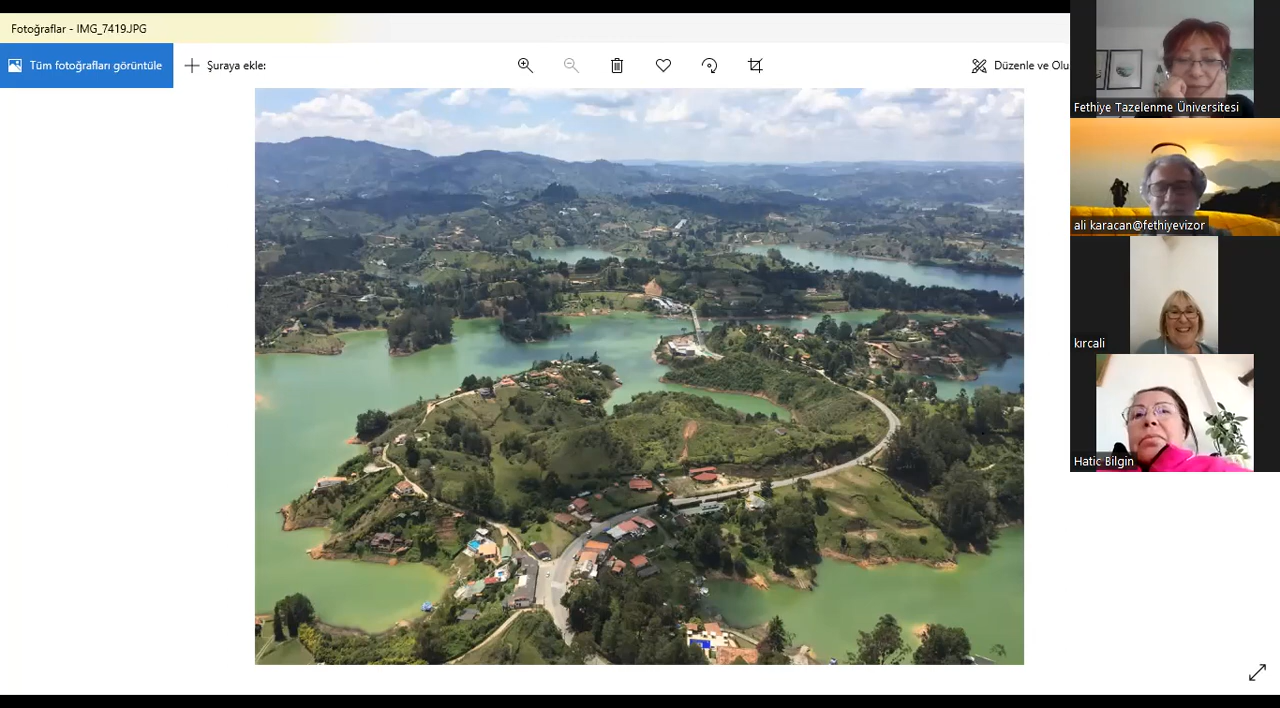 Fotoğraflar - IMG_7419.JPG
Tüm fotoğrafları görüntüle
Şuraya ekle:
Düzenle ve Olu
Fethiye Tazelenme Üniversitesi
ali karacan@fethiyevizor
kırcali
Hatic Bilgin